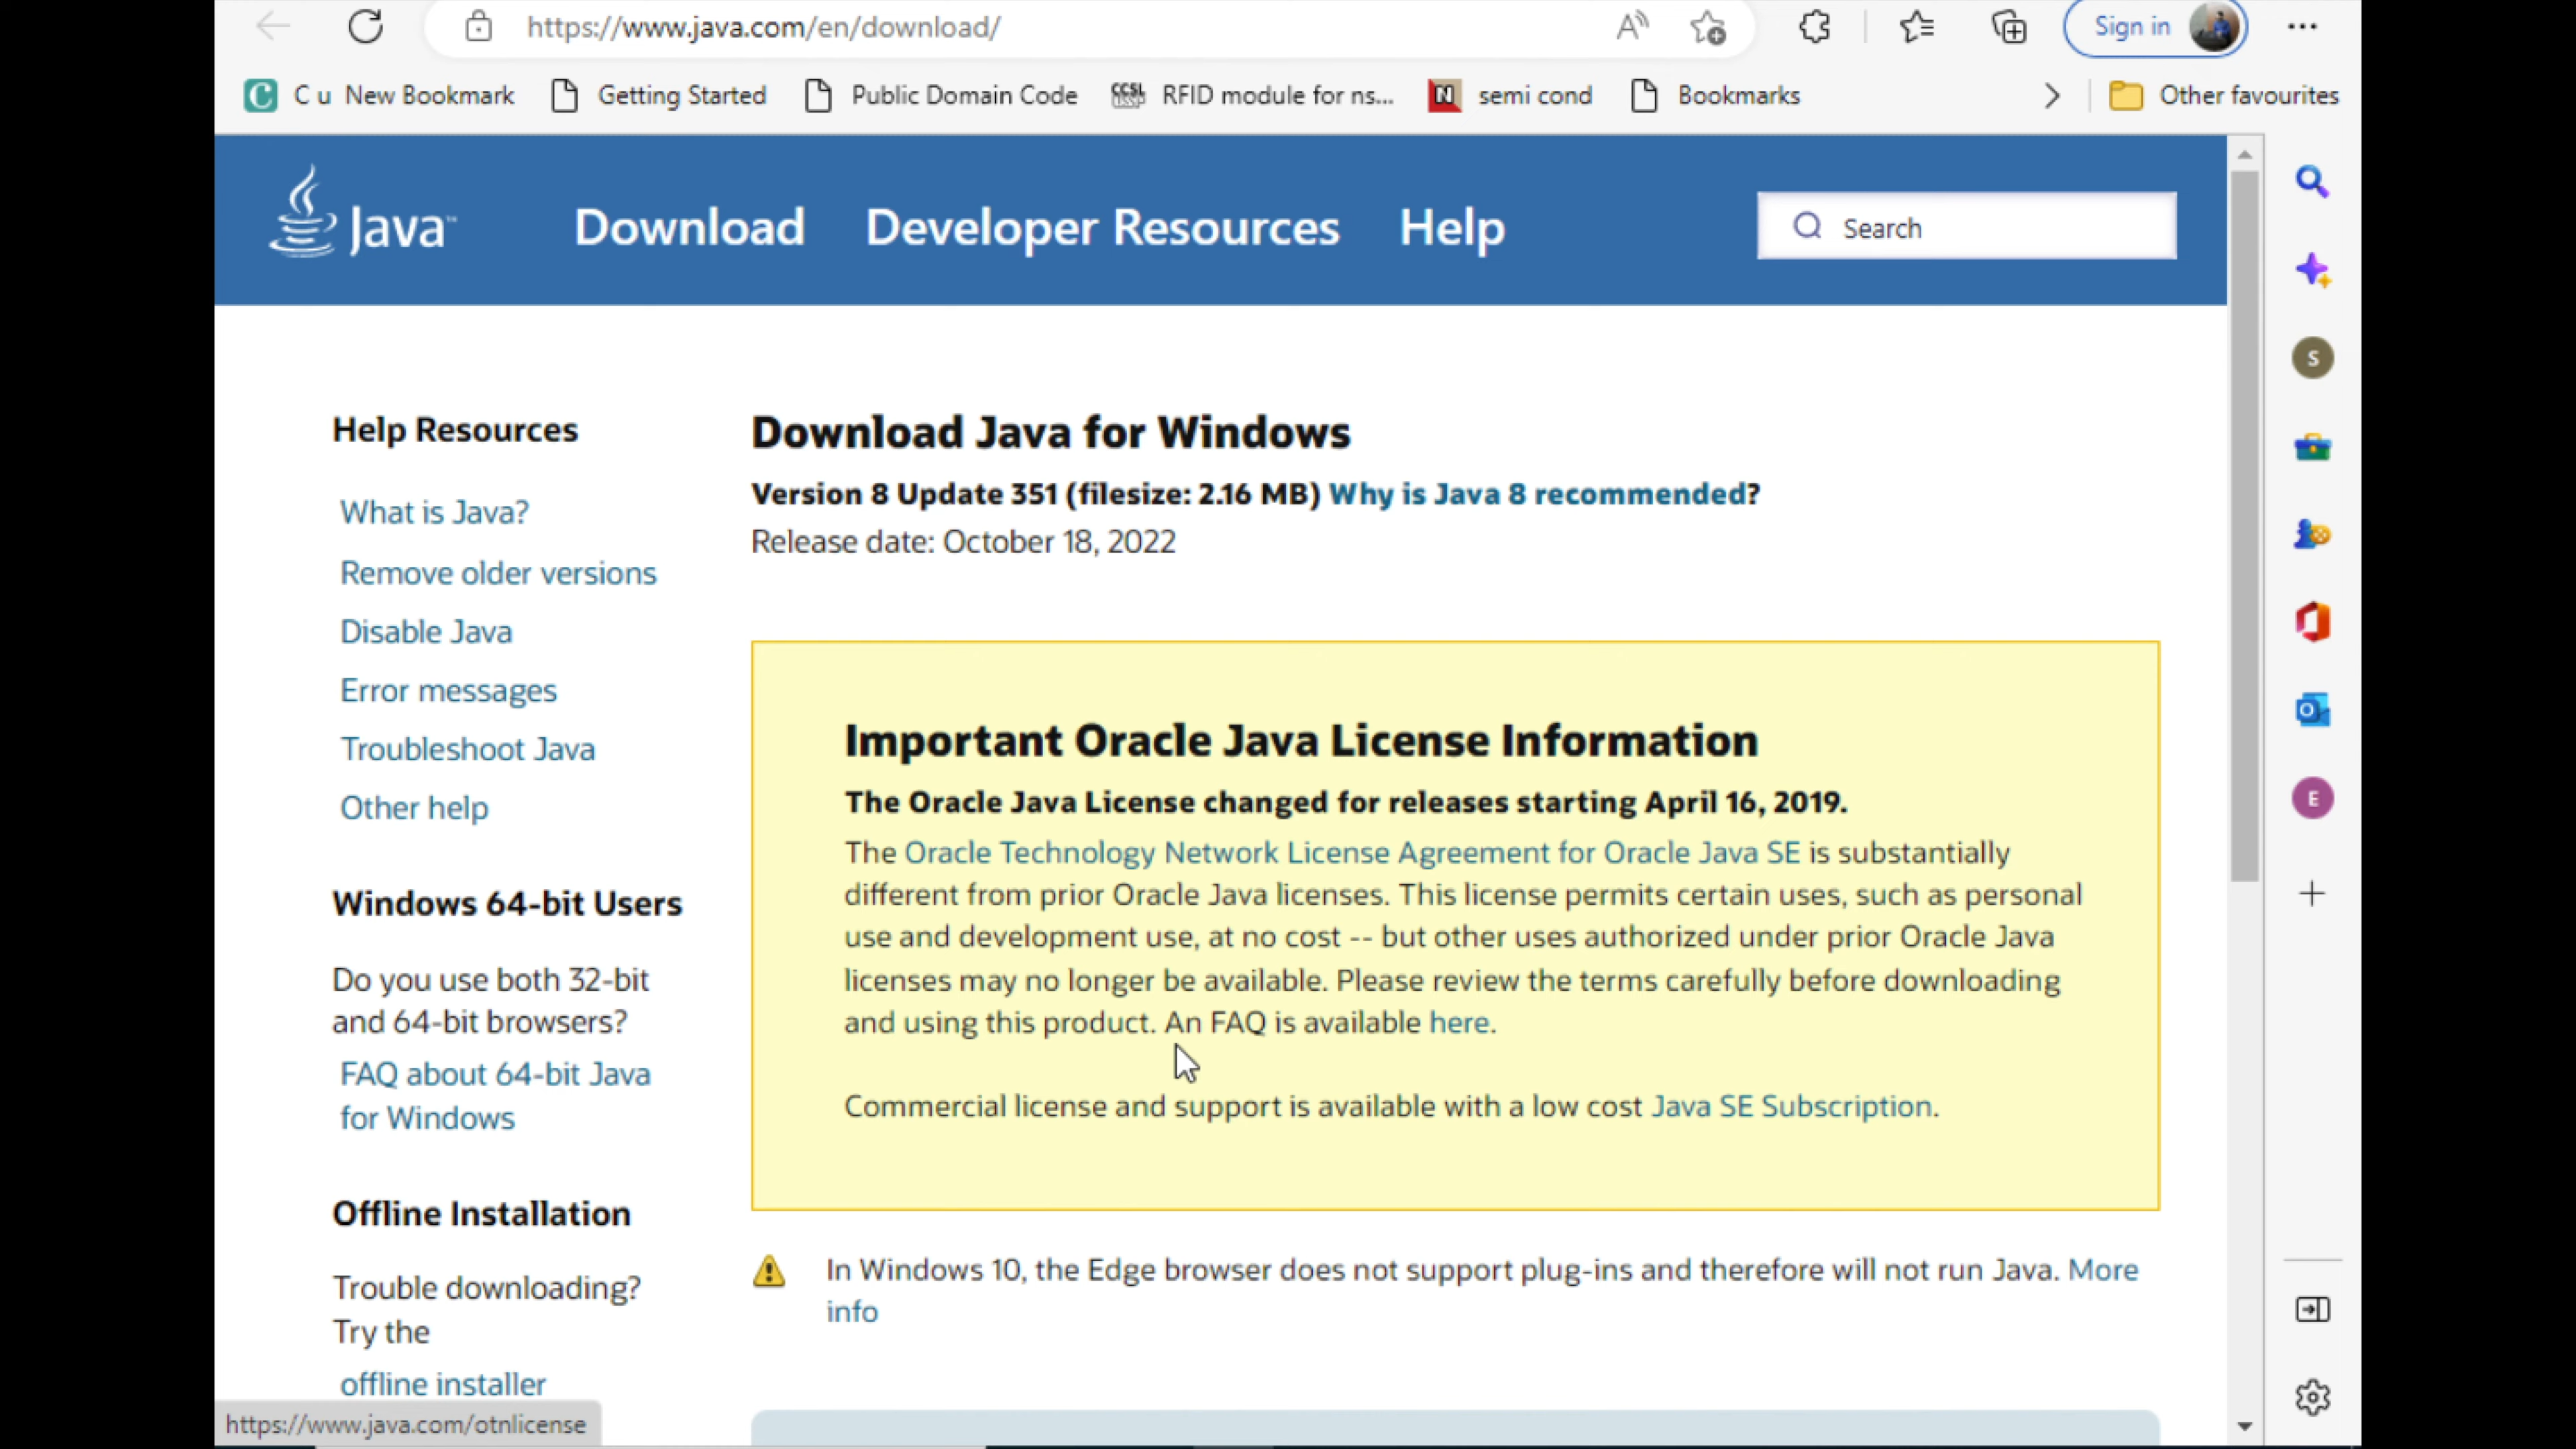 https://www.java.com/en/download/
Sign in
C u New Bookmark
Getting Started
Public Domain Code
RFID module for ns...
semi cond
Bookmarks
Other favourites
Java™
Download
Developer Resources
Help
Search
Help Resources
What is Java?
Remove older versions
Disable Java
Error messages
Troubleshoot Java
Other help
Windows 64-bit Users
Do you use both 32-bit
and 64-bit browsers?
FAQ about 64-bit Java
for Windows
Offline Installation
Trouble downloading?
Try the
offline installer
Download Java for Windows
Version 8 Update 351 (filesize: 2.16 MB) Why is Java 8 recommended?
Release date: October 18, 2022
Important Oracle Java License Information
The Oracle Java License changed for releases starting April 16, 2019.
The Oracle Technology Network License Agreement for Oracle Java SE is substantially
different from prior Oracle Java licenses. This license permits certain uses, such as personal
use and development use, at no cost -- but other uses authorized under prior Oracle Java
licenses may no longer be available. Please review the terms carefully before downloading
and using this product. An FAQ is available here.
Commercial license and support is available with a low cost Java SE Subscription.
In Windows 10, the Edge browser does not support plug-ins and therefore will not run Java. More
info
S
E
https://www.java.com/otnlicense